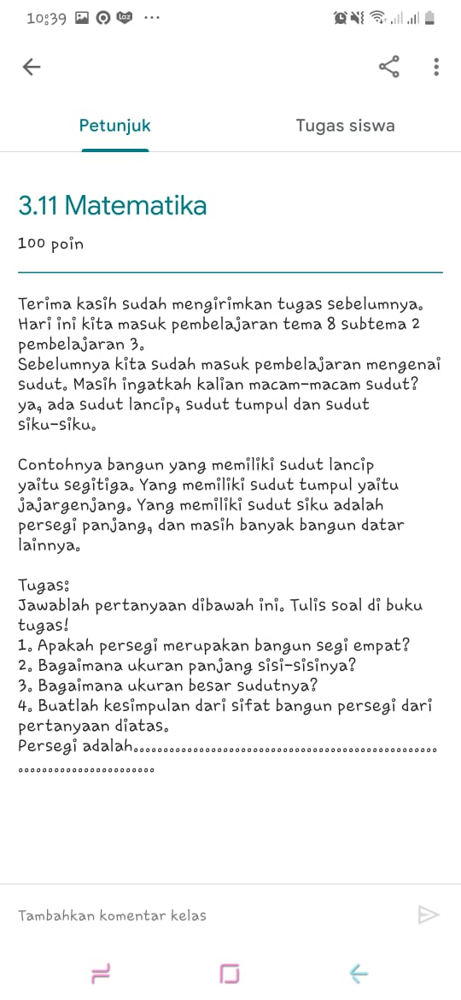 10:39 laz ...
Petunjuk Tugas siswa
3.11 Matematika
100 poin
Terima kasih sudah mengirimkan tugas sebelumnya.
Hari ini kita masuk pembelajaran tema 8 subtema 2
pembelajaran 3.
Sebelumnya kita sudah masuk pembelajaran mengenai
sudut. Masih ingatkah kalian macam-macam sudut?
ya, ada sudut lancip, sudut tumpul dan sudut
siku-siku.
Contohnya bangun yang memiliki sudut lancip
yaitu segitiga. Yang memiliki sudut tumpul yaitu
jajargenjang. Yang memiliki sudut siku adalah
persegi panjang, dan masih banyak bangun datar
lainnya.
Tugas:
Jawablah pertanyaan dibawah ini. Tulis soal di buku
tugas!
1. Apakah persegi merupakan bangun segi empat?
2. Bagaimana ukuran panjang sisi-sisinya?
3. Bagaimana ukuran besar sudutnya?
4. Buatlah kesimpulan dari sifat bangun persegi dari
pertanyaan diatas.
Persegi adalah...................................................
.......................
Tambahkan komentar kelas